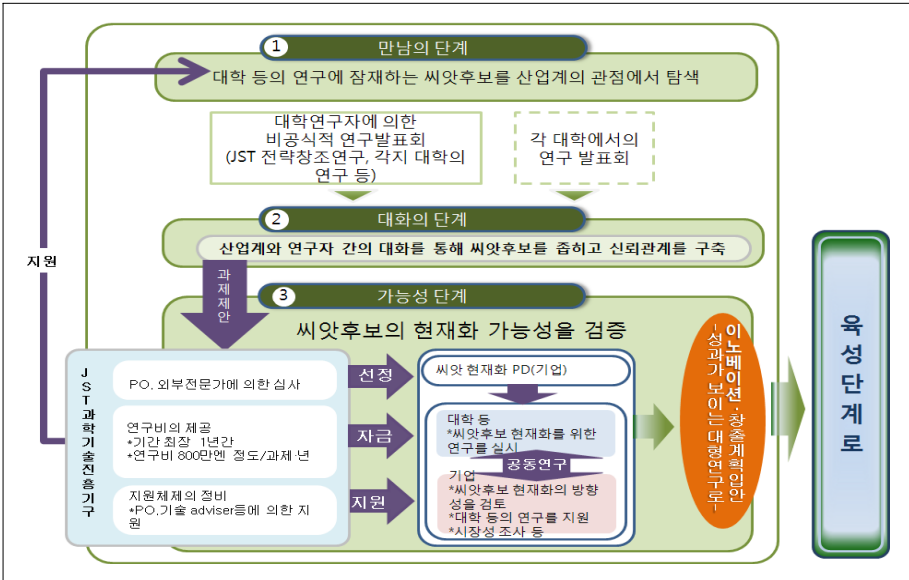 1 만남의 단계
대학 등의 연구에 잠재하는 씨앗후보를 산업계의 관점에서 탐색
대학연구자에 의한
비공식적 연구발표회
(JST 전략창조연구, 각지 대학의
연구 등)
각 대학에서의
연구 발표회
2 대화의 단계
산업계와 연구자 간의 대화를 통해 씨앗후보를 좁히고 신뢰관계를 구축
지원
과제제안
3 가능성 단계
씨앗후보의 현재화 가능성을 검증
JST과학기술진흥기구
PO, 외부전문가에 의한 심사
연구비의 제공
*기간 최장 1년간
*연구비 800만엔 정도/과제·년
지원체제의 정비
*PO,기술 adviser등에 의한 지
원
선정
자금
지원
씨앗 현재화 PD(기업)
대학 등
*씨앗후보 현재화를 위한
연구를 실시
공동연구
기업
*씨앗후보 현재화의 방향
성을 검토
*대학 등의 연구를 지원
*시장성 조사 등
이노베이션·창출계획입안
-성과가 보이는 대형연구로-
육성단계로